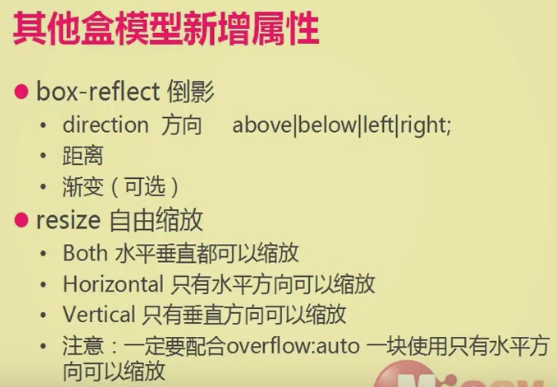 其他盒模型新增属性
box-reflect 倒影
direction 方向 above|below|left|right;
距离
渐变（可选）
resize 自由缩放
Both 水平垂直都可以缩放
Horizontal 只有水平方向可以缩放
Vertical 只有垂直方向可以缩放
注意：一定要配合overflow:auto 一块使用只有水平方
向可以缩放